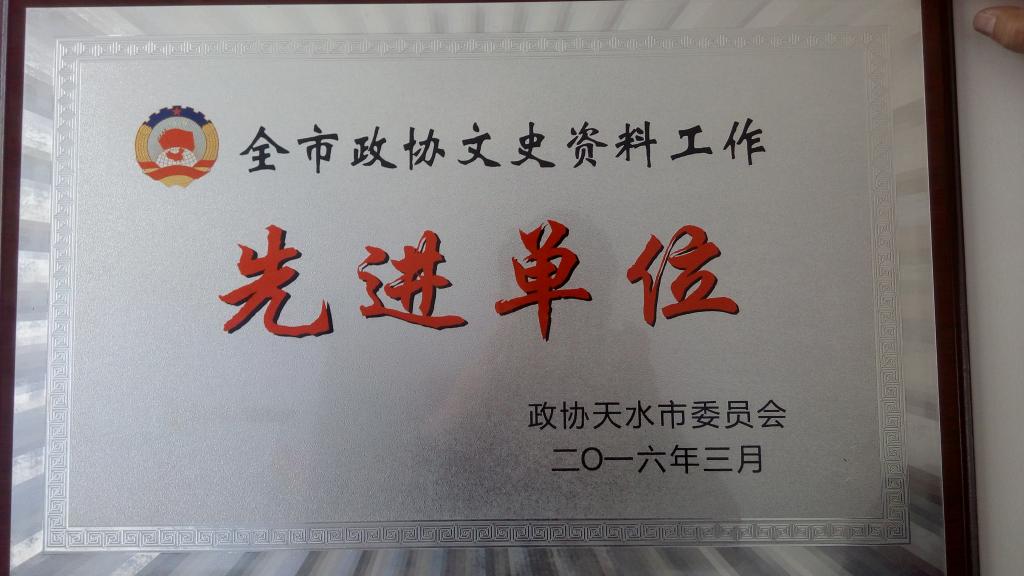 全市政协文史资料工作
先进单位
政协天水市委员会
二〇一六年三月